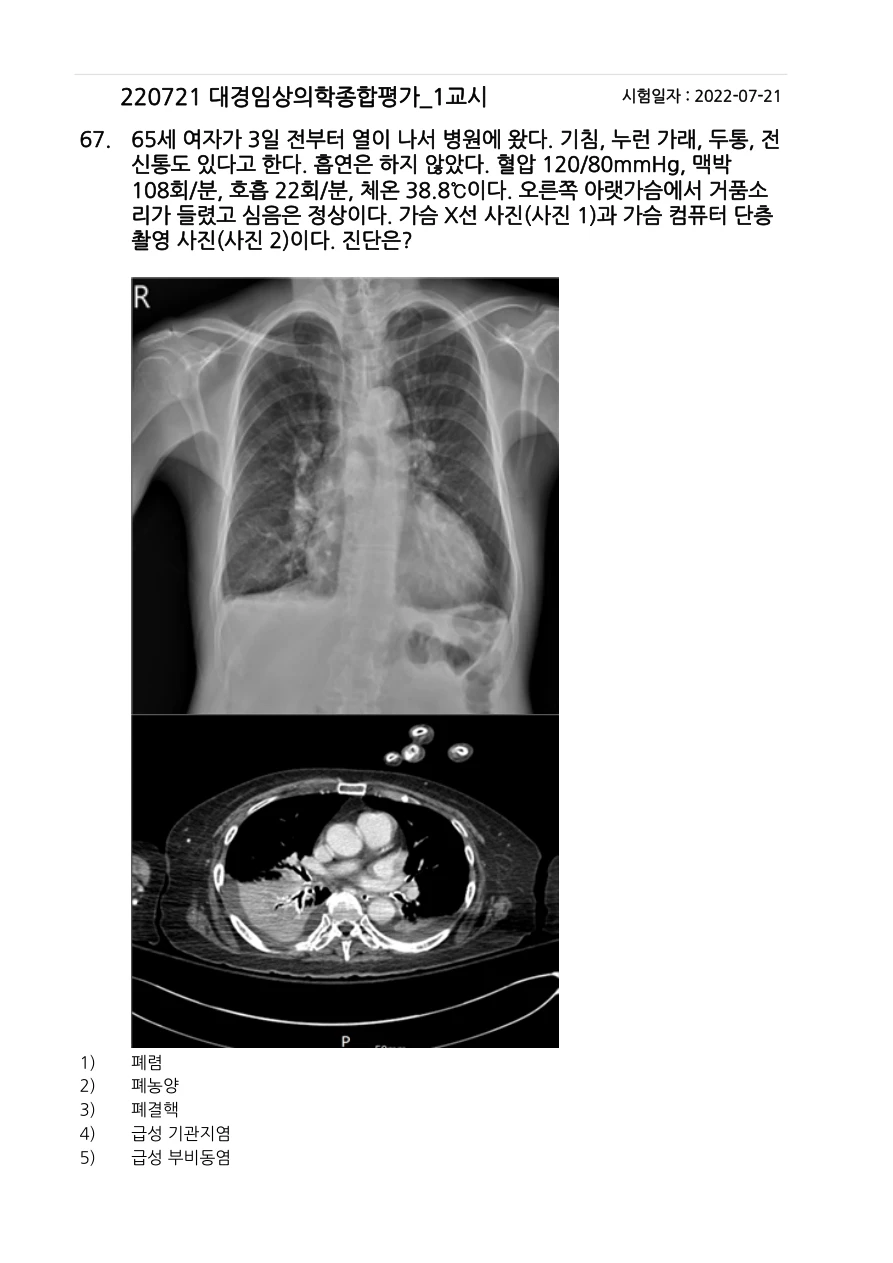 220721 대경임상의학종합평가_1교시 시험일자 : 2022-07-21
67. 65세 여자가 3일 전부터 열이 나서 병원에 왔다. 기침, 누런 가래, 두통, 전
신통도 있다고 한다. 흡연은 하지 않았다. 혈압 120/80mmHg, 맥박
108회/분, 호흡 22회/분, 체온 38.8℃이다. 오른쪽 아랫가슴에서 거품소
리가 들렸고 심음은 정상이다. 가슴 X선 사진(사진 1)과 가슴 컴퓨터 단층
촬영 사진(사진 2)이다. 진단은?
R
P
1) 폐렴
2) 폐농양
3) 폐결핵
4) 급성 기관지염
5) 급성 부비동염